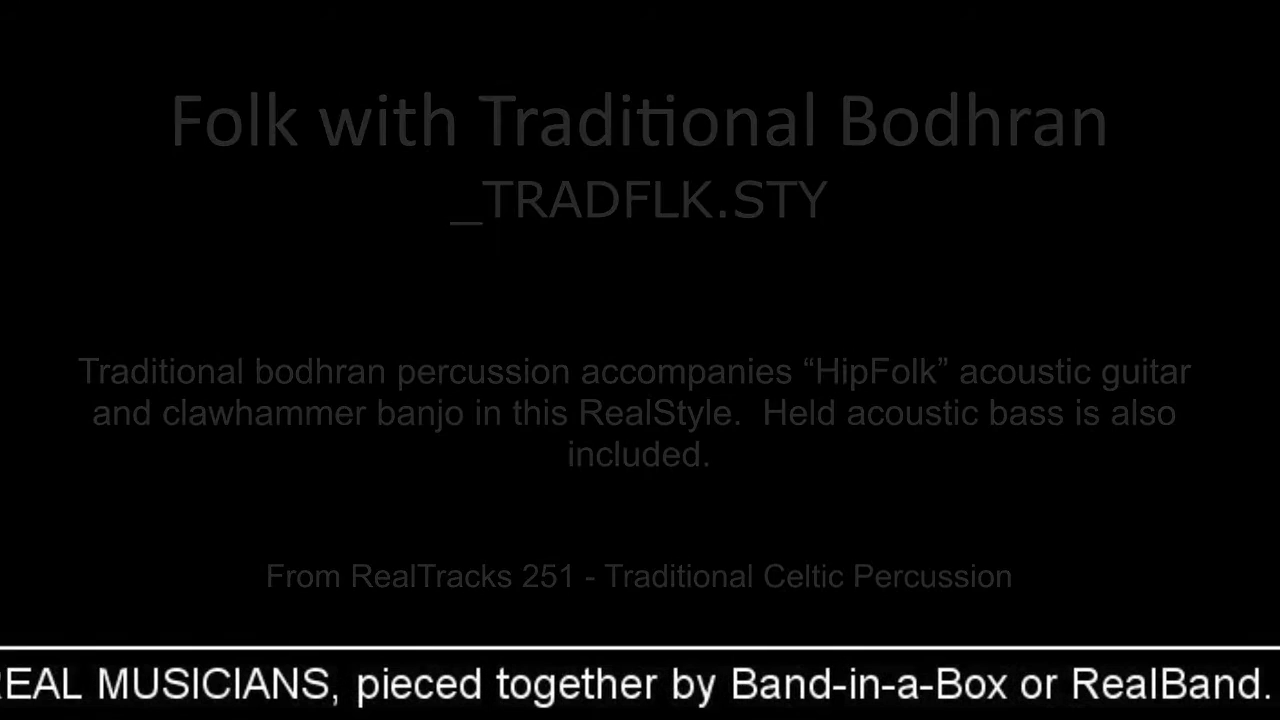 Folk with Traditional Bodhran
_TRADFLK.STY
Traditional bodhran percussion accompanies “HipFolk” acoustic guitar
and clawhammer banjo in this RealStyle.  Held acoustic bass is also
included.
From RealTracks 251 - Traditional Celtic Percussion
REAL MUSICIANS, pieced together by Band-in-a-Box or RealBand.